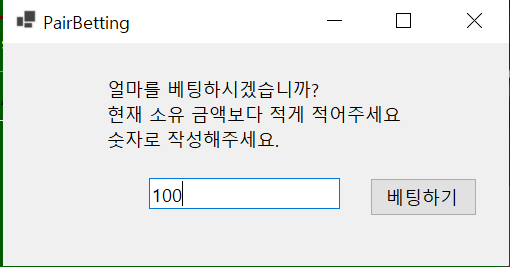 PairBetting
얼마를 베팅하시겠습니까?
현재 소유 금액보다 적게 적어주세요
숫자로 작성해주세요.
100
베팅하기